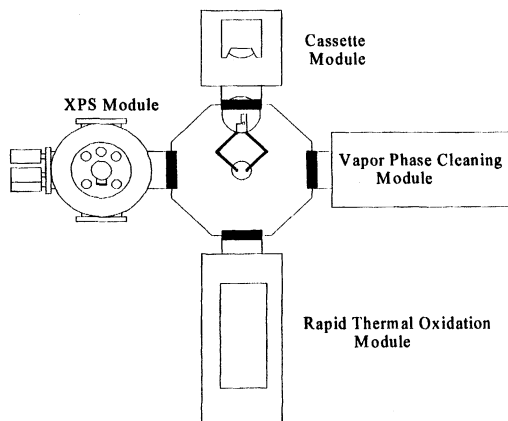 Cassette
Module
XPS Module
Vapor Phase Cleaning
Module
Rapid Thermal Oxidation
Module